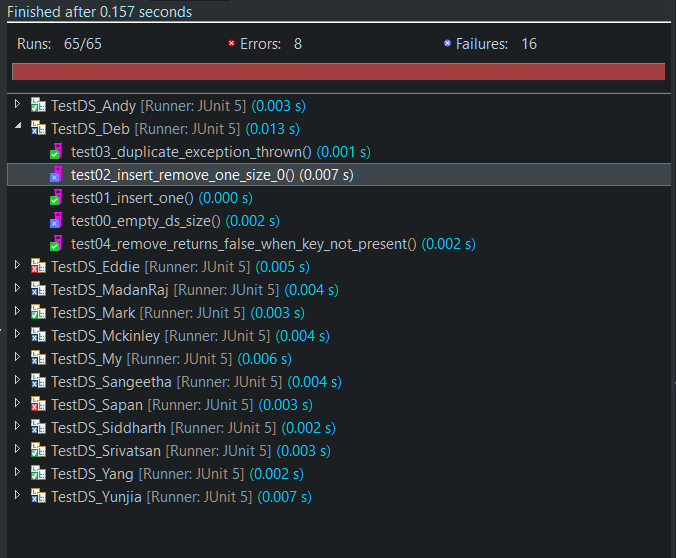 Finished after 0.157 seconds
Runs: 65/65 Errors: 8 Failures: 16
TestDS_Andy [Runner: JUnit 5] (0.003 s)
TestDS_Deb [Runner: JUnit 5] (0.013 s)
test03_duplicate_exception_thrown() (0.001 s)
test02_insert_remove_one_size_0() (0.007 s)
test01_insert_one() (0.000 s)
test00_empty_ds_size() (0.002 s)
test04_remove_returns_false_when_key_not_present() (0.002 s)
TestDS_Eddie [Runner: JUnit 5] (0.005 s)
TestDS_MadanRaj [Runner: JUnit 5] (0.004 s)
TestDS_Mark [Runner: JUnit 5] (0.003 s)
TestDS_Mckinley [Runner: JUnit 5] (0.004 s)
TestDS_My [Runner: JUnit 5] (0.006 s)
TestDS_Sangeetha [Runner: JUnit 5] (0.004 s)
TestDS_Sapan [Runner: JUnit 5] (0.003 s)
TestDS_Siddharth [Runner: JUnit 5] (0.002 s)
TestDS_Srivatsan [Runner: JUnit 5] (0.003 s)
TestDS_Yang [Runner: JUnit 5] (0.002 s)
TestDS_Yunjia [Runner: JUnit 5] (0.007 s)